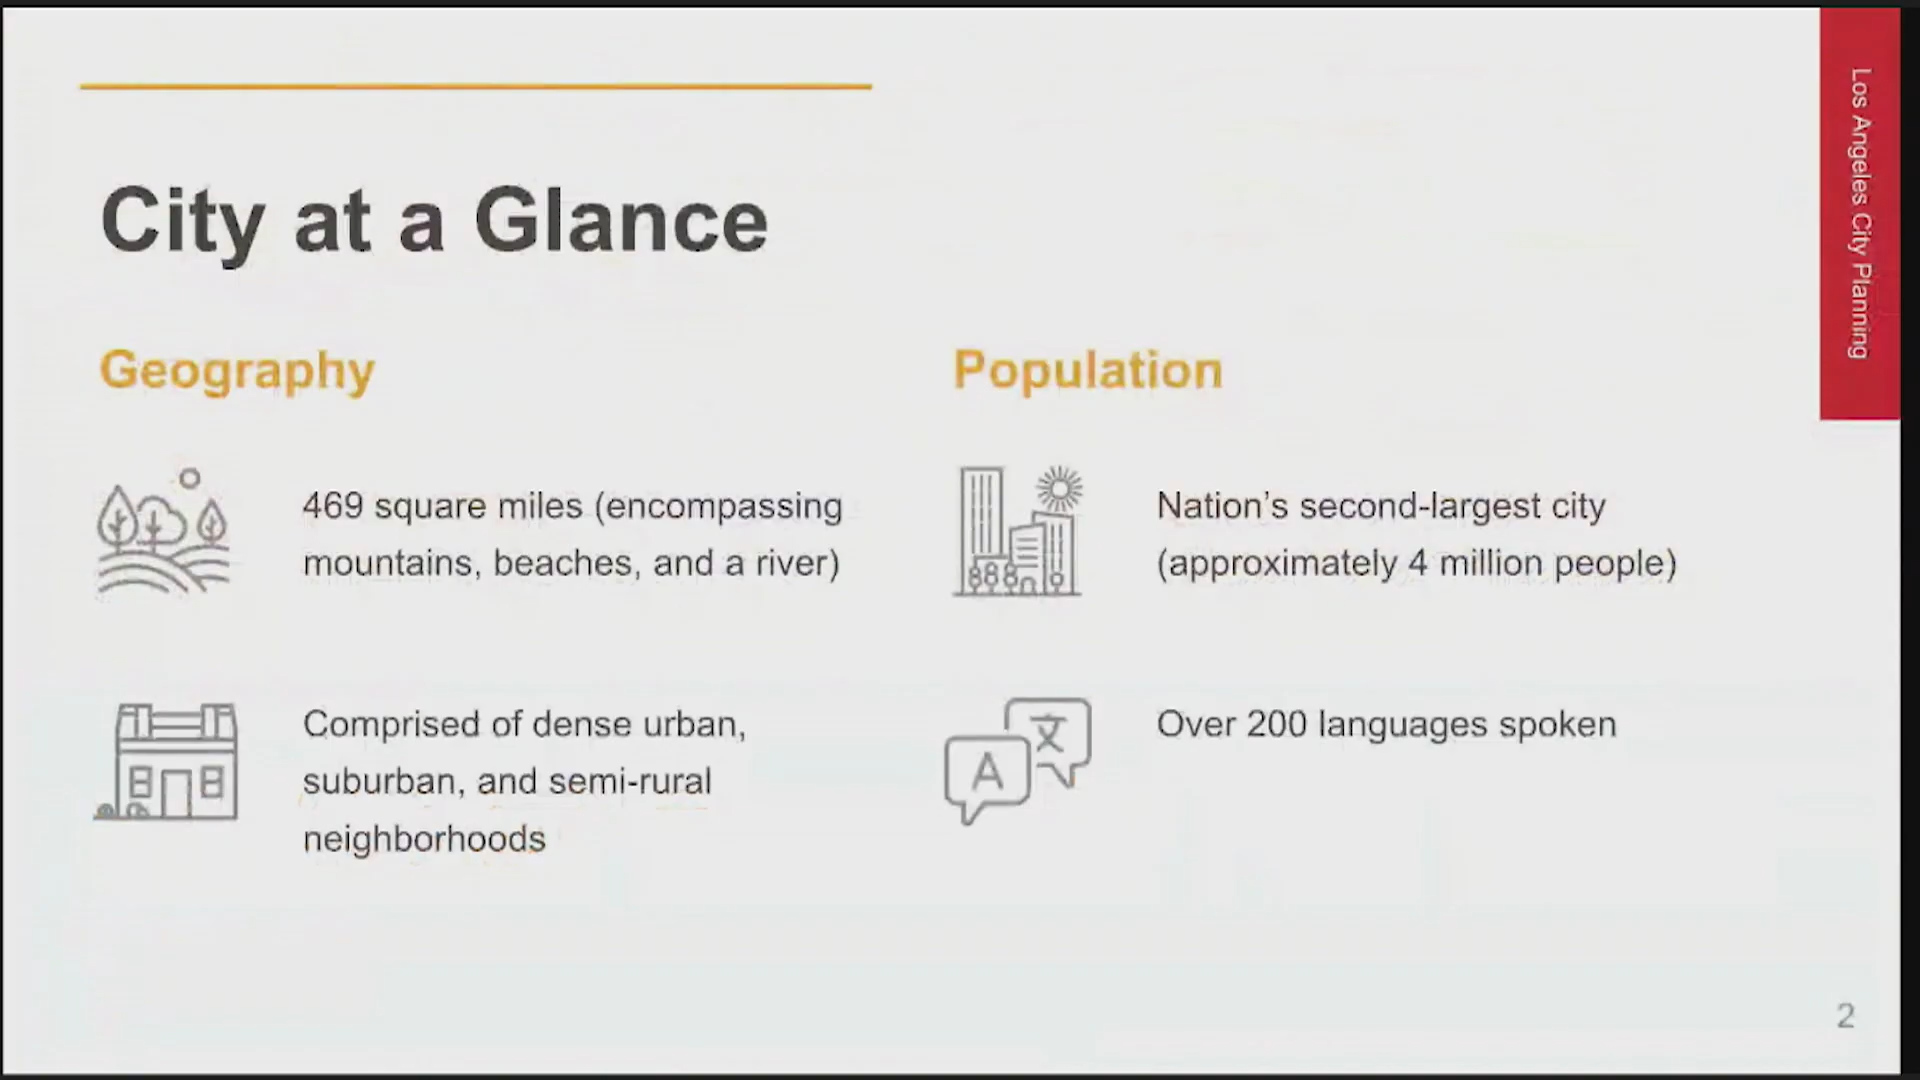 Los Angeles City Planning
City at a Glance
Geography
469 square miles (encompassing
mountains, beaches, and a river)
Comprised of dense urban,
suburban, and semi-rural
neighborhoods
Population
Nation’s second-largest city
(approximately 4 million people)
A
文
Over 200 languages spoken
2